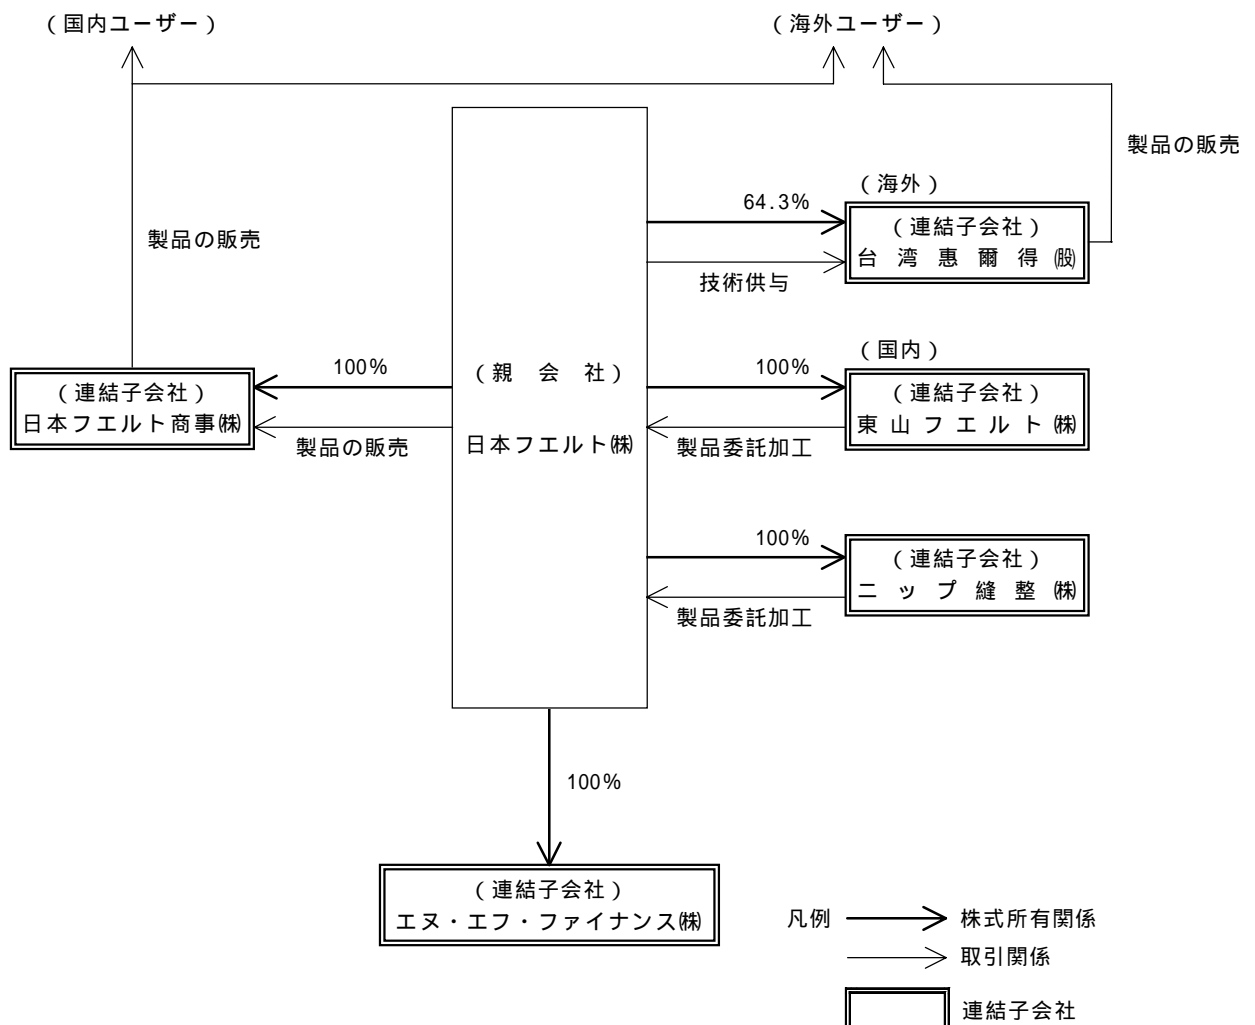 （国内ユーザー）
（海外ユーザー）
製品の販売
（海外）
64.3%
（連結子会社）
台湾惠爾得㈾
製品の販売
技術供与
（国内）
100%
（親会社）
100%
（連結子会社）
日本フエルト商事㈱
（連結子会社）
東山フエルト㈱
製品の販売
日本フエルト㈱
製品委託加工
100%
（連結子会社）
ニップ縫整㈱
製品委託加工
100%
（連結子会社）
エヌ・エフ・ファイナンス㈱
凡例
株式所有関係
取引関係
連結子会社